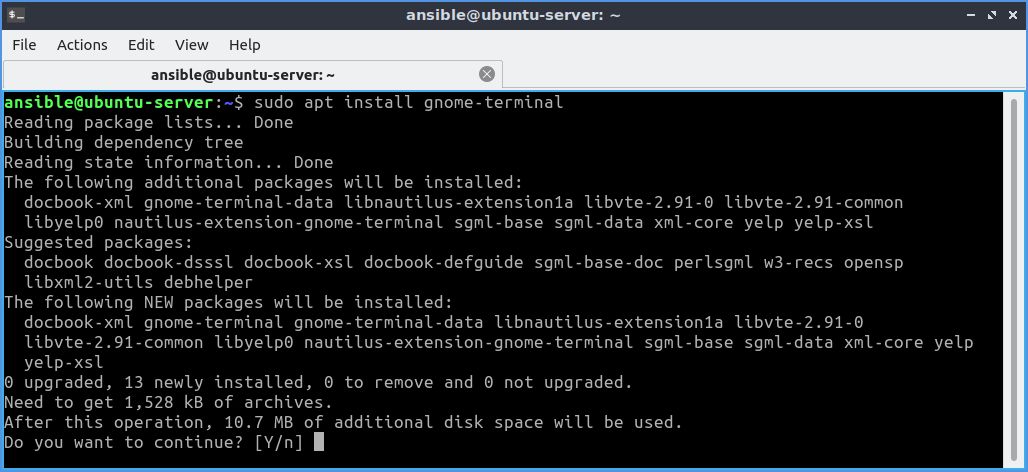 ansible@ubuntu-server: ~
File Actions Edit View Help
ansible@ubuntu-server: ~
ansible@ubuntu-server:~$ sudo apt install gnome-terminal
Reading package lists... Done
Building dependency tree
Reading state information... Done
The following additional packages will be installed:
  docbook-xml gnome-terminal-data libnautilus-extension1a libvte-2.91-0 libvte-2.91-common
  libyelp0 nautilus-extension-gnome-terminal sgml-base sgml-data xml-core yelp yelp-xsl
Suggested packages:
  docbook docbook-dsssl docbook-xsl docbook-defguide sgml-base-doc perlsgml w3-recs opensp
  libxml2-utils debhelper
The following NEW packages will be installed:
  docbook-xml gnome-terminal gnome-terminal-data libnautilus-extension1a libvte-2.91-0
  libvte-2.91-common libyelp0 nautilus-extension-gnome-terminal sgml-base sgml-data xml-core yelp
  yelp-xsl
0 upgraded, 13 newly installed, 0 to remove and 0 not upgraded.
Need to get 1,528 kB of archives.
After this operation, 10.7 MB of additional disk space will be used.
Do you want to continue? [Y/n]